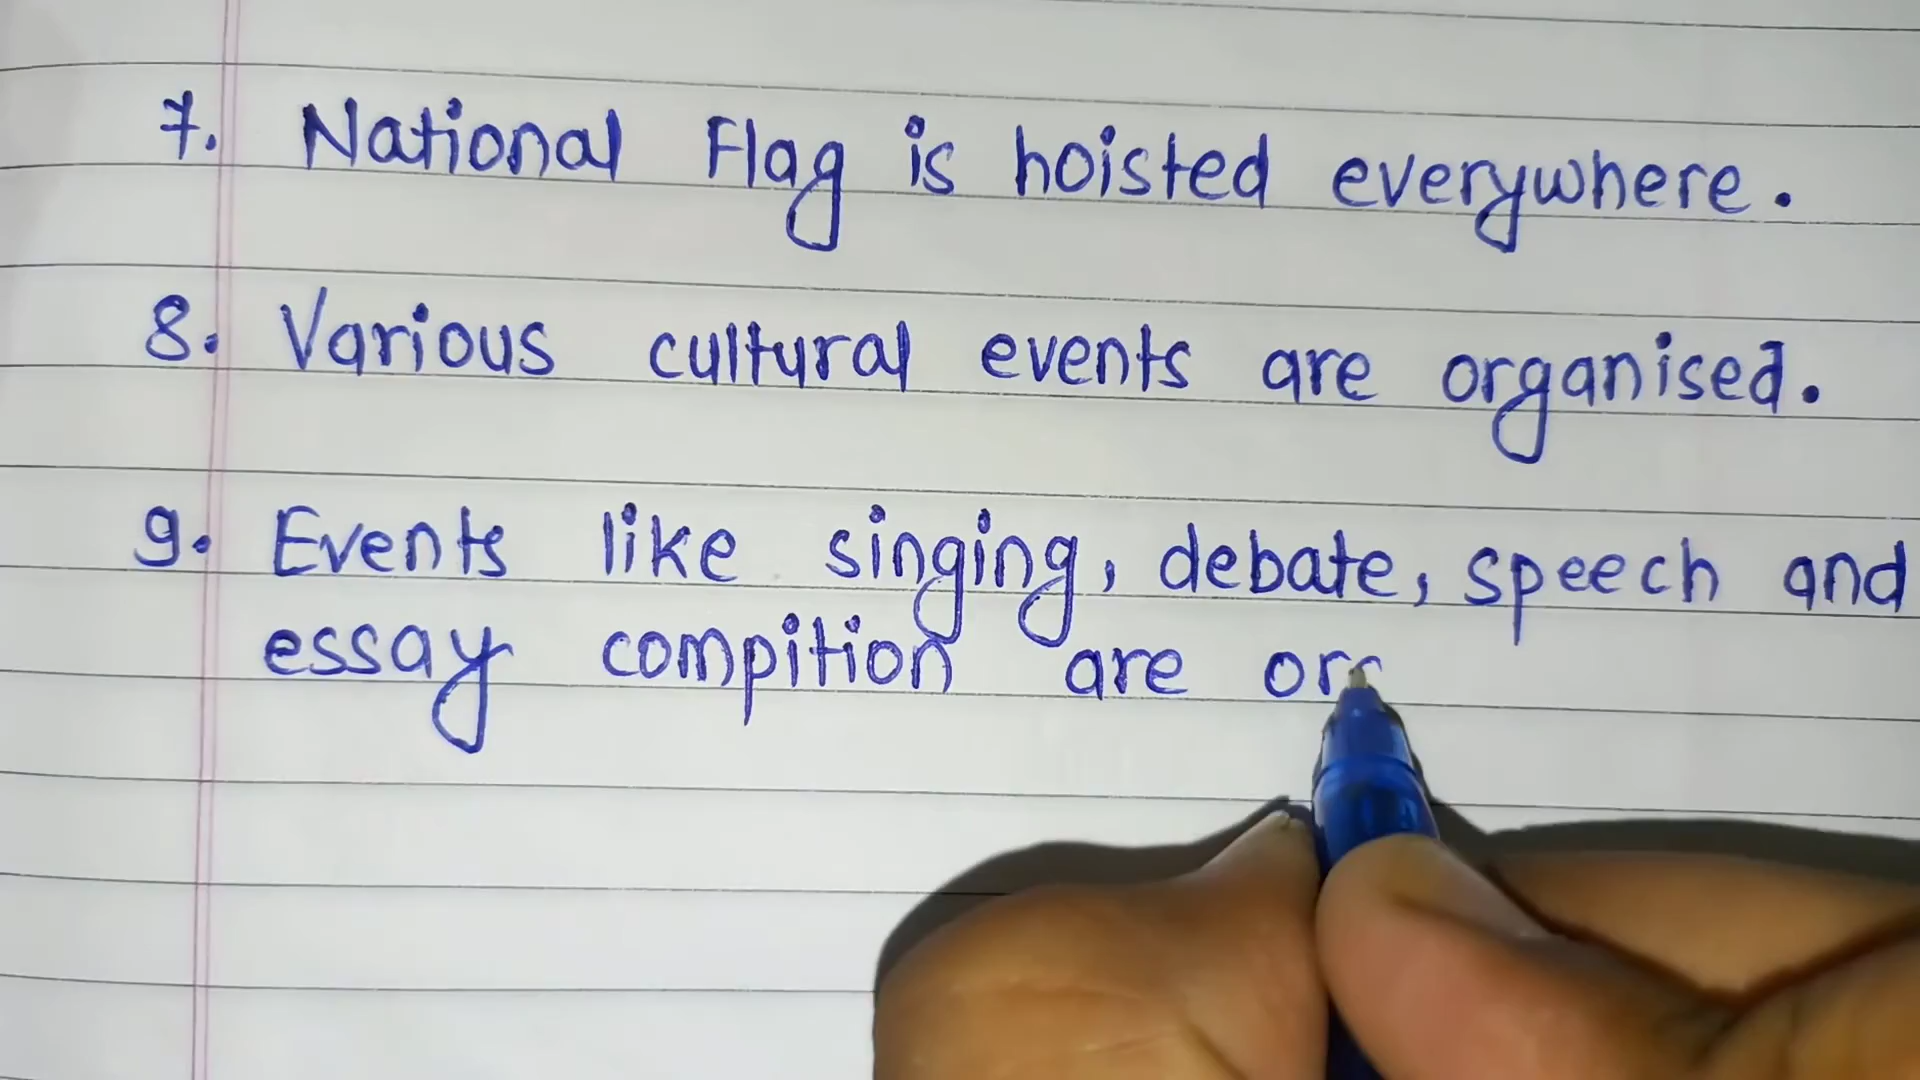 7. National Flag is hoisted everywhere.
8. Various cultural events are organised.
9. Events like singing, debate, speech and
essay compition are